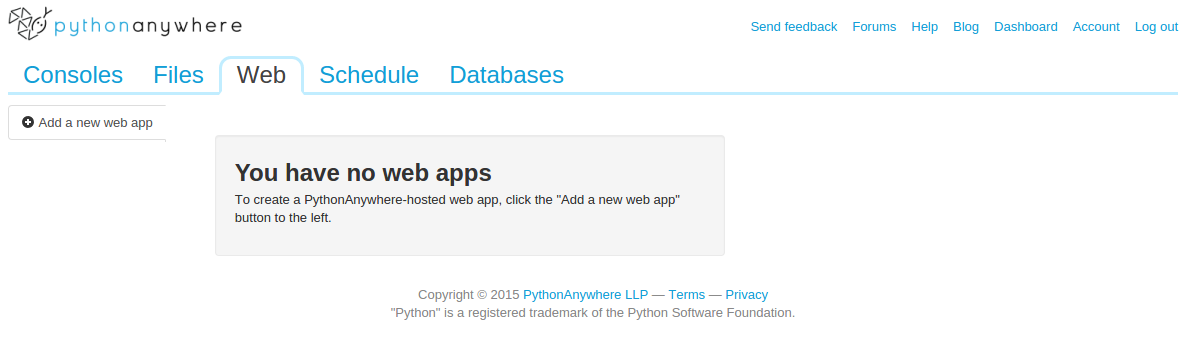 pythonanywhere
Send feedback Forums Help Blog Dashboard Account Log out
Consoles Files Web Schedule Databases
Add a new web app
You have no web apps
To create a PythonAnywhere-hosted web app, click the "Add a new web app"
button to the left.
Copyright © 2015 PythonAnywhere LLP — Terms — Privacy
"Python" is a registered trademark of the Python Software Foundation.